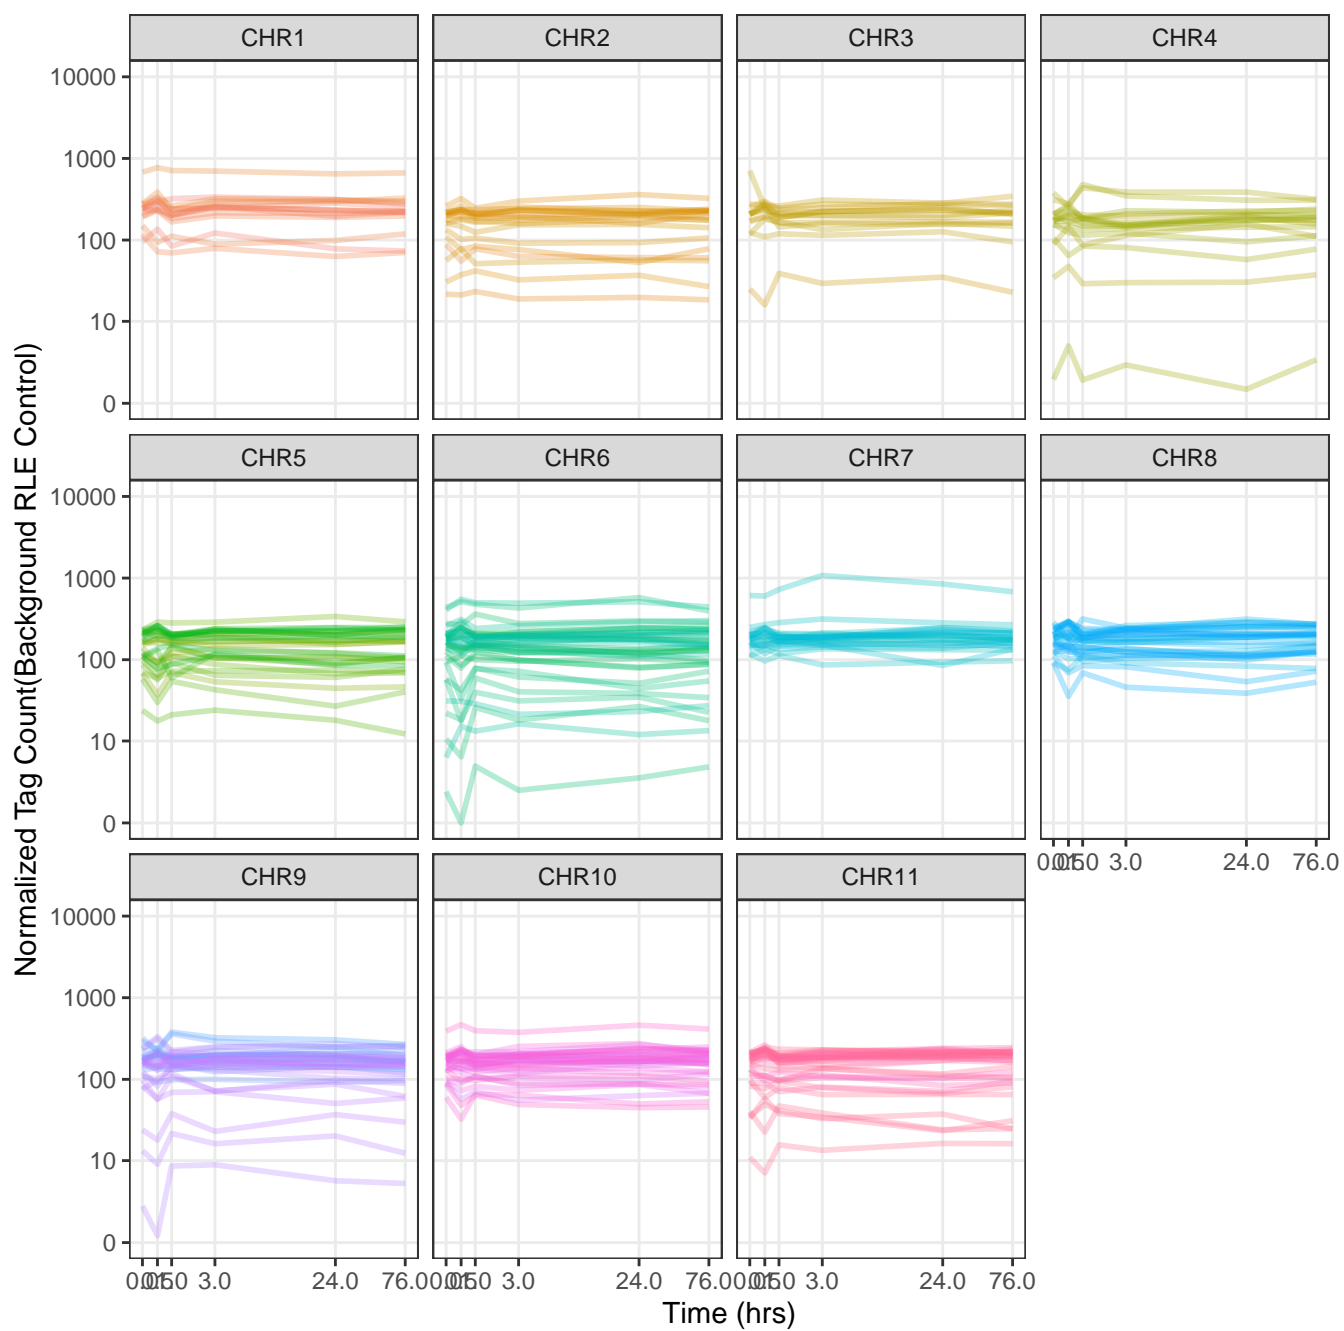 CHR1 CHR2 CHR3 CHR4
10000
1000
100
10
0
CHR5 CHR6 CHR7 CHR8
10000
1000
100
10
0
3.0 24.0 76.0
CHR9 CHR10 CHR11
10000
1000
100
10
0
3.0 24.0 3.0 24.0 3.0 24.0 76.0
Time (hrs)
Normalized Tag Count(Background RLE Control)